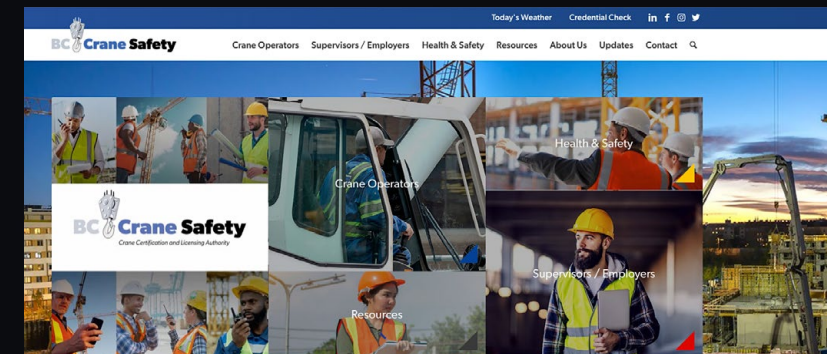 Today's Weather Credential Check
BC Crane Safety
Crane Operators Supervisors / Employers Health & Safety Resources About Us Updates Contact
Health & Safety
Crane Operators
BC Crane Safety
Crane Certification and Licensing Authority
Supervisors / Employers
Resources